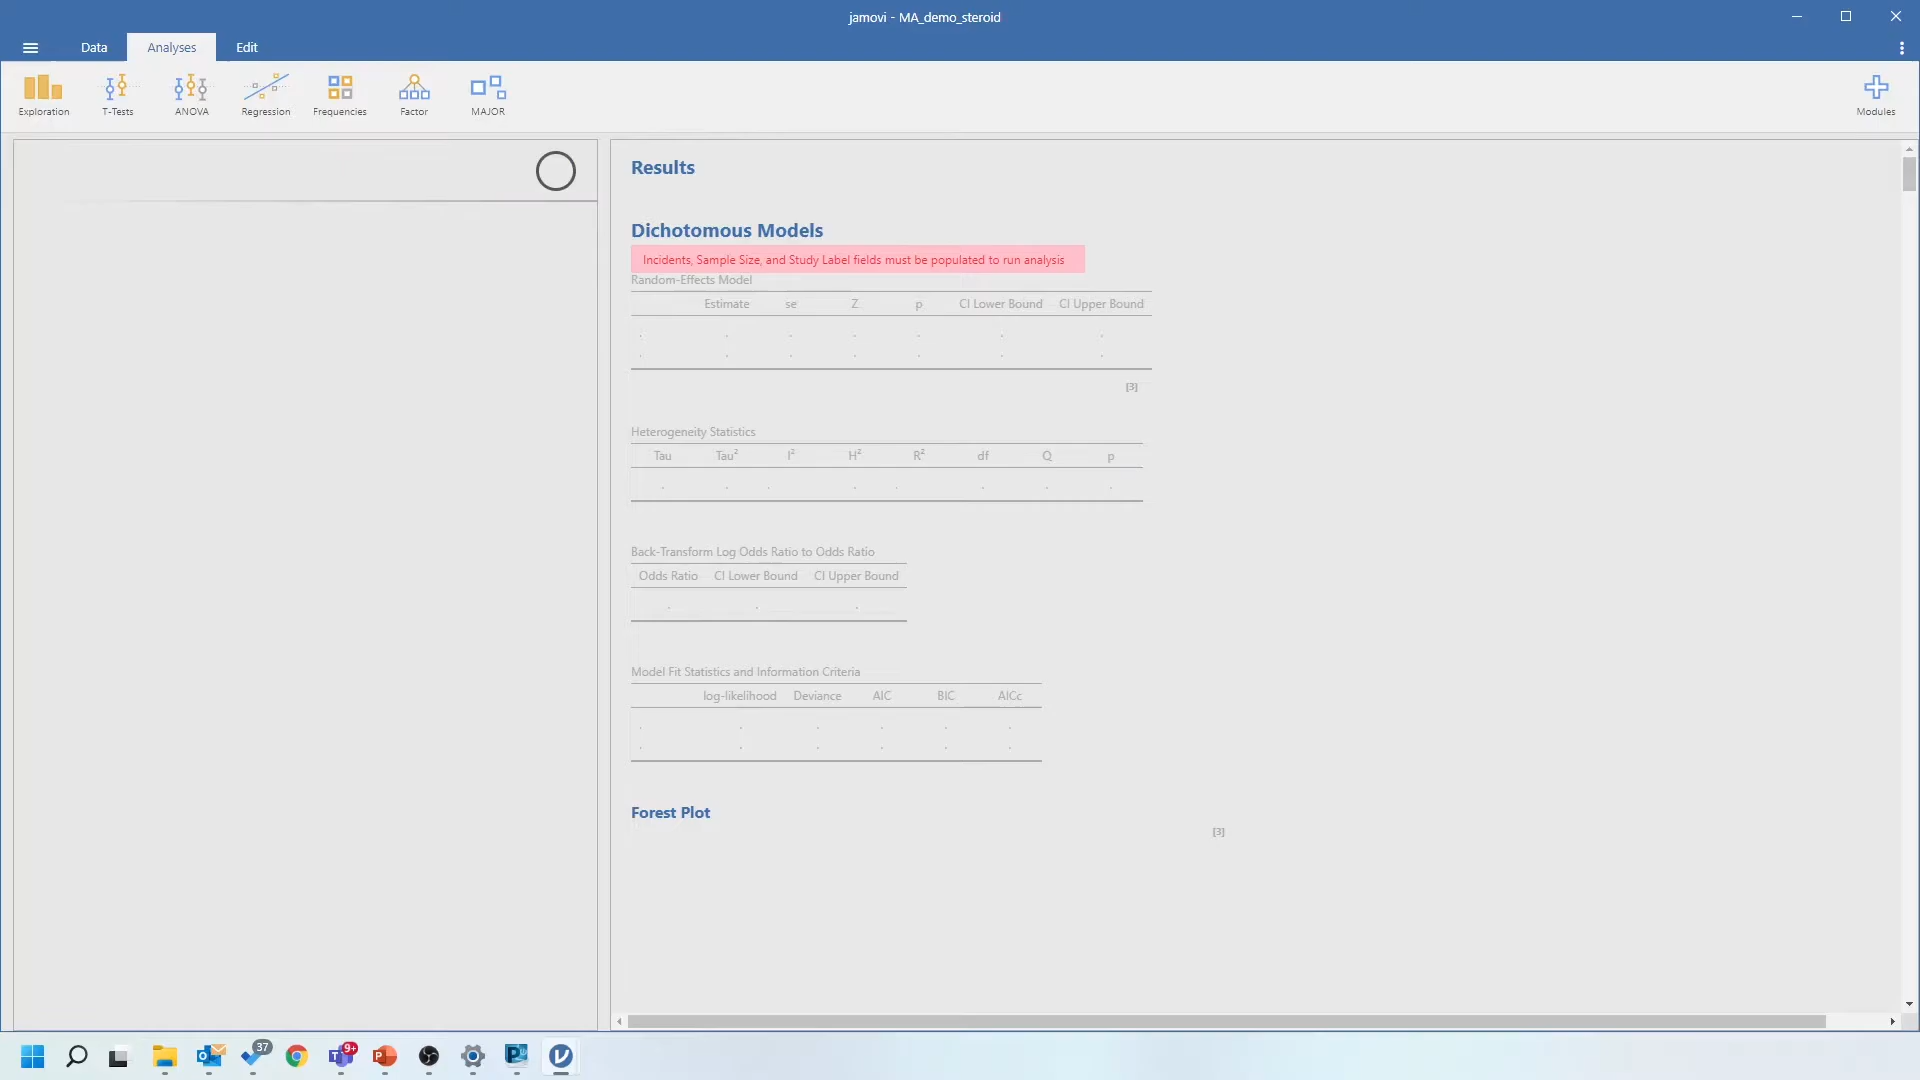 jamovi - MA_demo_steroid
Data Analyses Edit
Exploration T-Tests ANOVA Regression Frequencies Factor MAJOR Modules
Results
Dichotomous Models
Incidents, Sample Size, and Study Label fields must be populated to run analysis
Random-Effects Model
Estimate se Z p CI Lower Bound CI Upper Bound
. . . . . . .
. . . . . . .
[3]
Heterogeneity Statistics
Tau Tau² I² H² R² df Q p
. . . . . . . .
Back-Transform Log Odds Ratio to Odds Ratio
Odds Ratio CI Lower Bound CI Upper Bound
. . .
Model Fit Statistics and Information Criteria
log-likelihood Deviance AIC BIC AICc
. . . . . .
. . . . . .
Forest Plot
[3]
37 9+